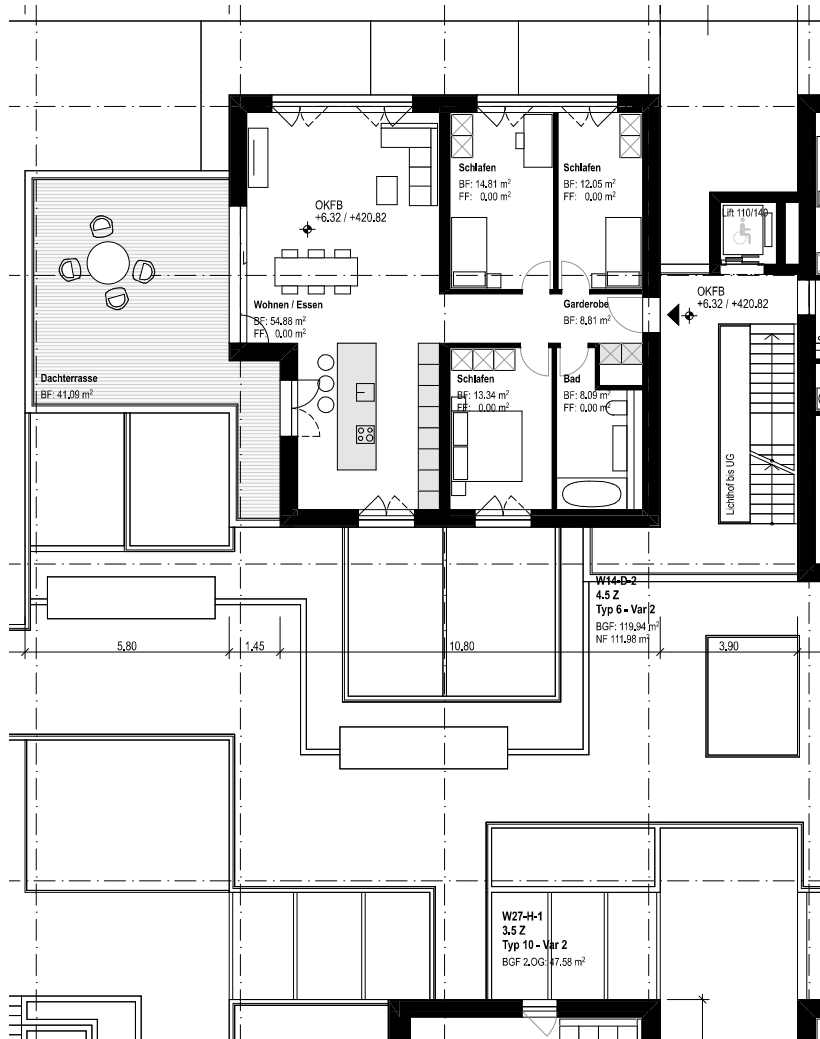 Schlafen
BF: 14.81 m²
FF: 0.00 m²
Schlafen
BF: 12.05 m²
FF: 0.00 m²
OKFB
+6.32 / +420.82
Lift 110/140
OKFB
+6.32 / +420.82
Wohnen / Essen
BF: 54.88 m²
FF: 0.00 m²
Garderobe
BF: 8.81 m²
Dachterrasse
BF: 41.09 m²
Schlafen
BF: 13.34 m²
FF: 0.00 m²
Bad
BF: 8.09 m²
FF: 0.00 m²
Lichthof bis UG
W14-D-2
4.5 Z
Typ 6 - Var 2
BGF: 119.94 m²
NF 111.98 m²
5.80
1.45
10.80
3.90
W27-H-1
3.5 Z
Typ 10 - Var 2
BGF 2.OG: 47.58 m²